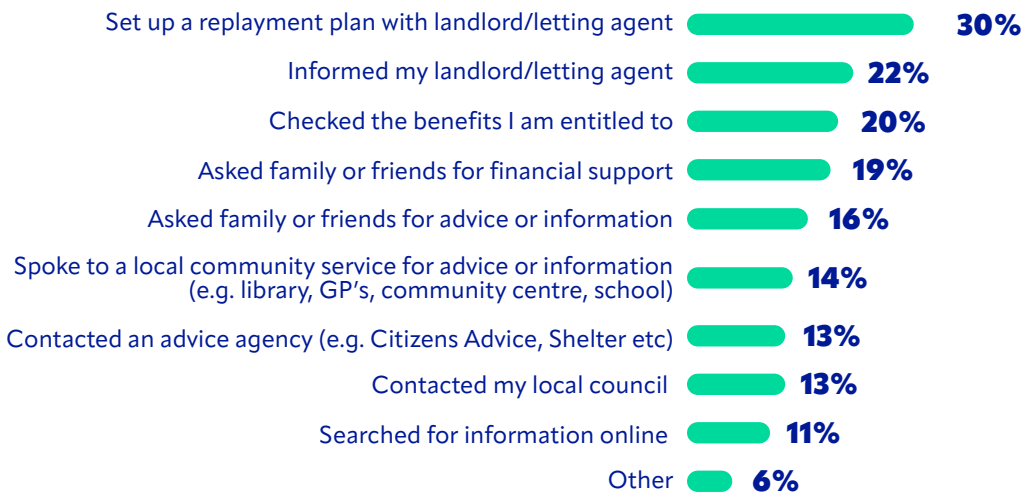 Set up a replayment plan with landlord/letting agent 30%
Informed my landlord/letting agent 22%
Checked the benefits I am entitled to 20%
Asked family or friends for financial support 19%
Asked family or friends for advice or information 16%
Spoke to a local community service for advice or information
(e.g. library, GP’s, community centre, school) 14%
Contacted an advice agency (e.g. Citizens Advice, Shelter etc) 13%
Contacted my local council 13%
Searched for information online 11%
Other 6%